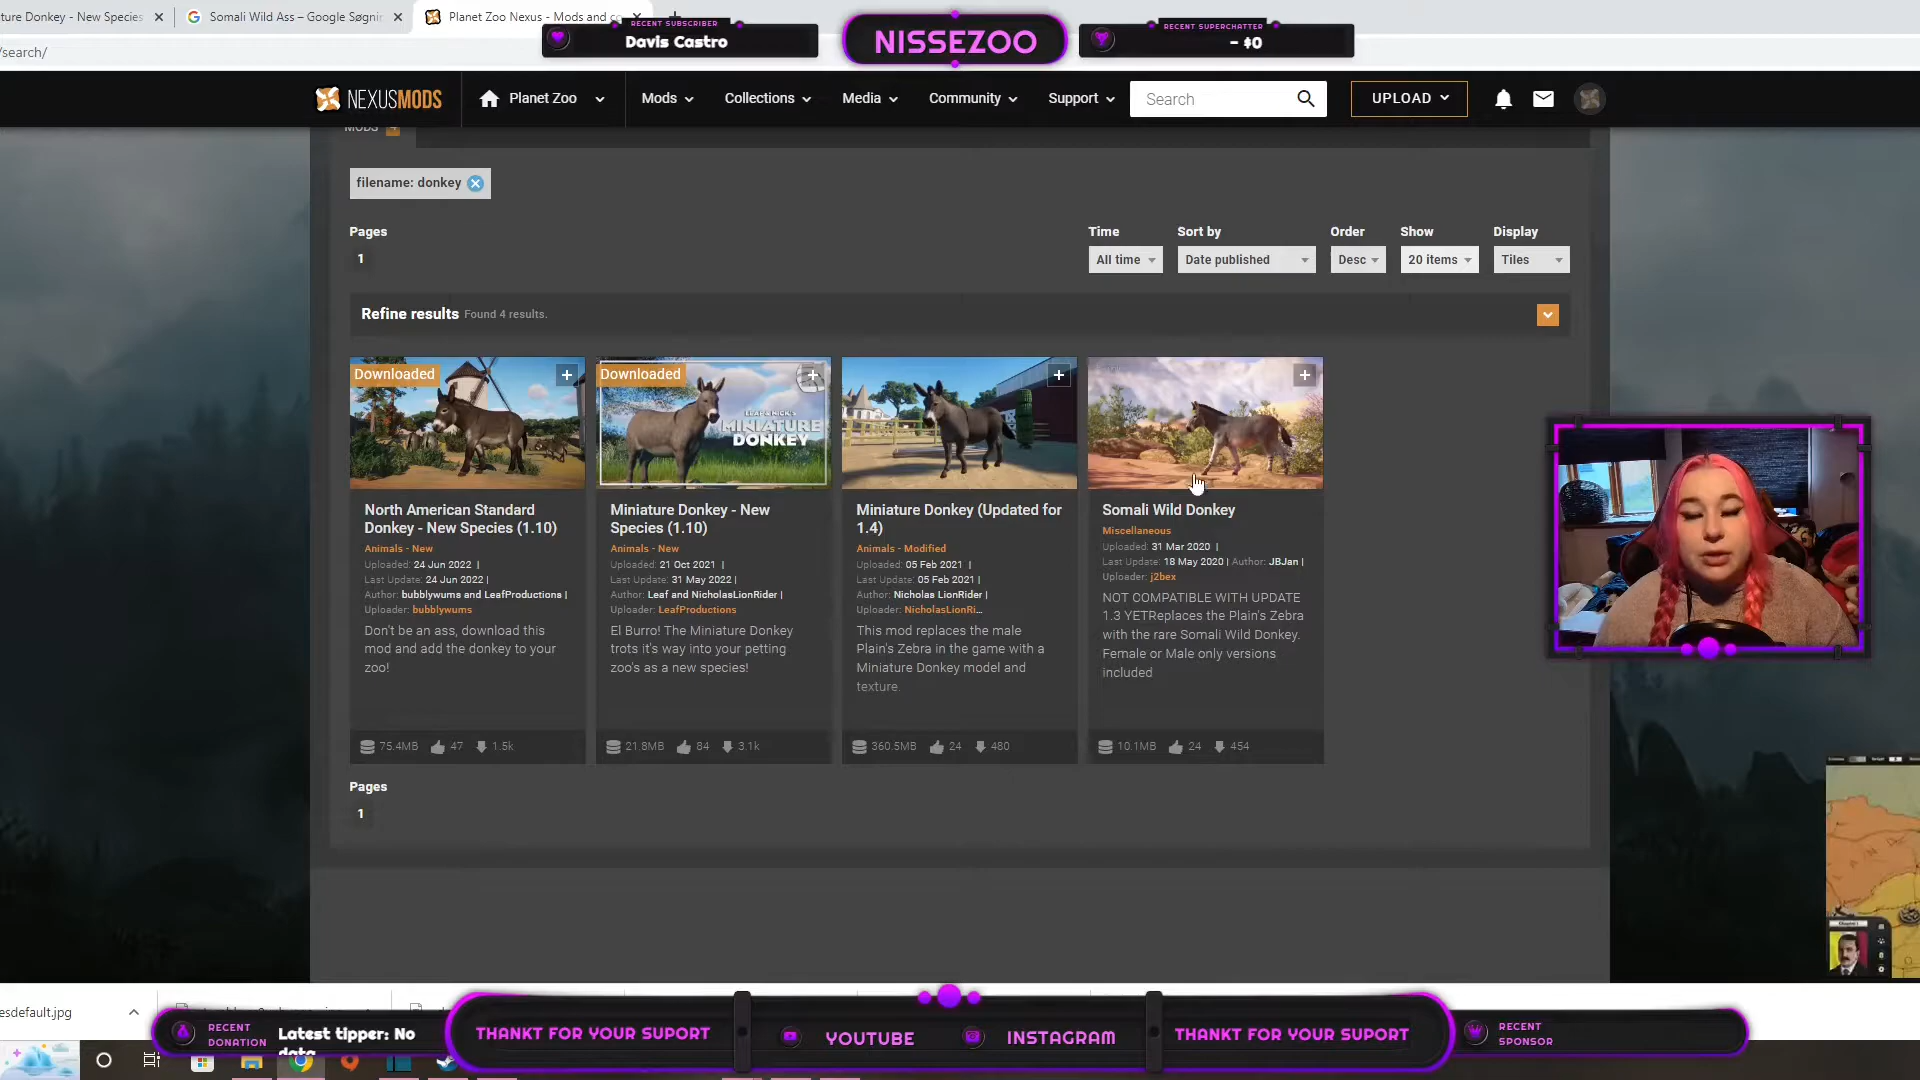 ture Donkey - New Species
Somali Wild Ass – Google Søgnin
Planet Zoo Nexus - Mods and co
/search/
RECENT SUBSCRIBER
Davis Castro
NISSEZOO
RECENT SUPERCHATTER
- $0
NEXUSMODS
Planet Zoo
Mods
Collections
Media
Community
Support
Search
UPLOAD
MODS 4
filename: donkey
Pages
1
Time
Sort by
Order
Show
Display
All time
Date published
Desc
20 items
Tiles
Refine results Found 4 results.
Downloaded
North American Standard
Donkey - New Species (1.10)
Animals - New
Uploaded: 24 Jun 2022 |
Last Update: 24 Jun 2022 |
Author: bubblywums and LeafProductions |
Uploader: bubblywums
Don't be an ass, download this
mod and add the donkey to your
zoo!
75.4MB 47 1.5k
Downloaded
LEAF & NICK'S
MINIATURE
DONKEY
Miniature Donkey - New
Species (1.10)
Animals - New
Uploaded: 21 Oct 2021 |
Last Update: 31 May 2022 |
Author: Leaf and NicholasLionRider |
Uploader: LeafProductions
El Burro! The Miniature Donkey
trots it's way into your petting
zoo's as a new species!
21.8MB 84 3.1k
Miniature Donkey (Updated for
1.4)
Animals - Modified
Uploaded: 05 Feb 2021 |
Last Update: 05 Feb 2021 |
Author: Nicholas LionRider |
Uploader: NicholasLionRi...
This mod replaces the male
Plain's Zebra in the game with a
Miniature Donkey model and
texture.
360.5MB 24 480
Somali Wild Donkey
Miscellaneous
Uploaded: 31 Mar 2020 |
Last Update: 18 May 2020 | Author: JBJan |
Uploader: j2bex
NOT COMPATIBLE WITH UPDATE
1.3 YETReplaces the Plain's Zebra
with the rare Somali Wild Donkey.
Female or Male only versions
included
10.1MB 24 454
Pages
1
esdefault.jpg
RECENT
DONATION
Latest tipper: No
data
THANKT FOR YOUR SUPORT
YOUTUBE
INSTAGRAM
THANKT FOR YOUR SUPORT
RECENT
SPONSOR